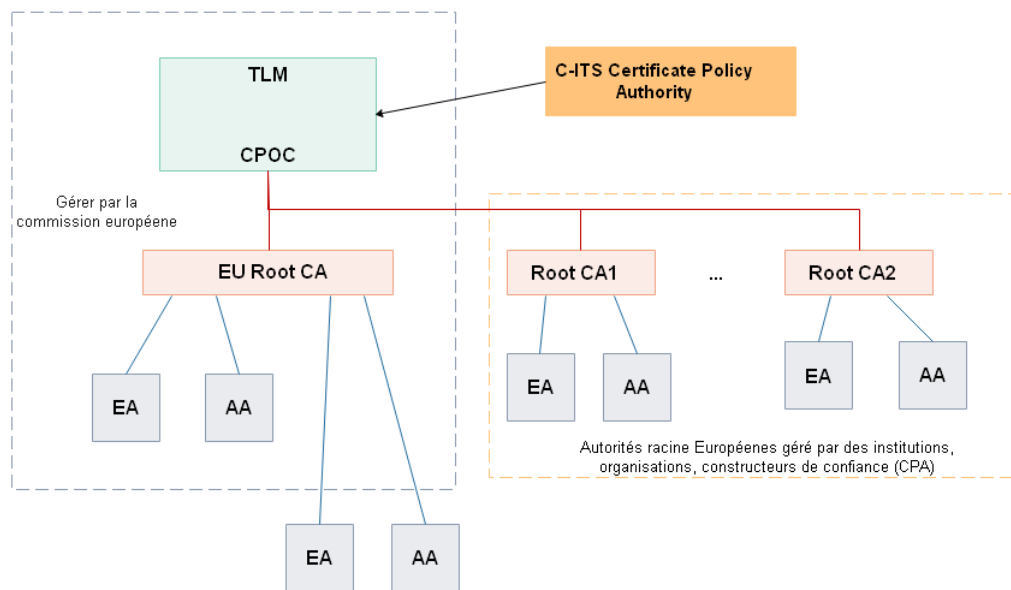 TLM
CPOC
C-ITS Certificate Policy
Authority
Gérer par la
commission européene
EU Root CA
Root CA1
...
Root CA2
EA
AA
EA
AA
EA
AA
Autorités racine Européenes géré par des institutions,
organisations, constructeurs de confiance (CPA)
EA
AA